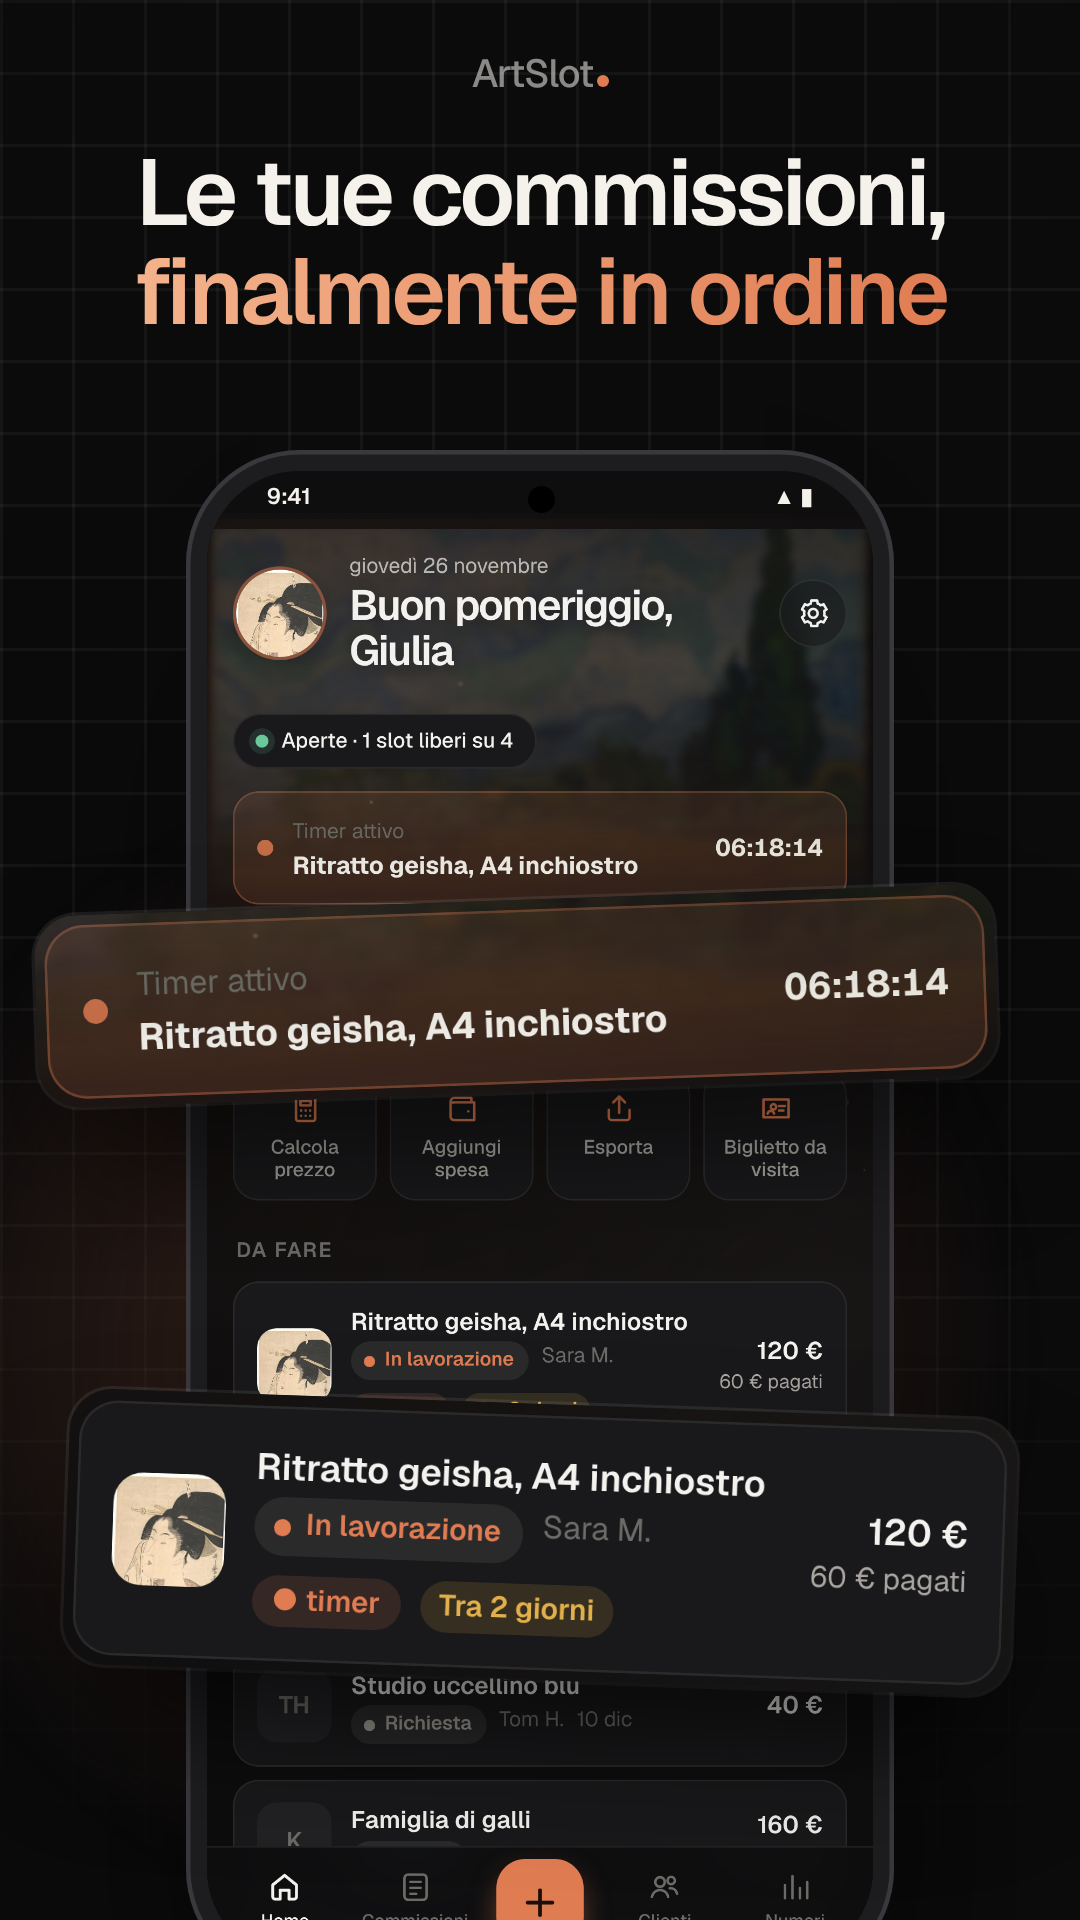 ArtSlot.
Le tue commissioni,
finalmente in ordine
9:41
giovedì 26 novembre
Buon pomeriggio,
Giulia
Aperte · 1 slot liberi su 4
Timer attivo
Ritratto geisha, A4 inchiostro
06:18:14
Timer attivo
Ritratto geisha, A4 inchiostro
06:18:14
Calcola
prezzo
Aggiungi
spesa
Esporta
Biglietto da
visita
DA FARE
Ritratto geisha, A4 inchiostro
In lavorazione
Sara M.
120 €
60 € pagati
Ritratto geisha, A4 inchiostro
In lavorazione
Sara M.
timer
Tra 2 giorni
120 €
60 € pagati
TH
Studio uccellino blu
Richiesta
Tom H. 10 dic
40 €
K
Famiglia di galli
160 €
Home
Commissioni
Clienti
Numeri